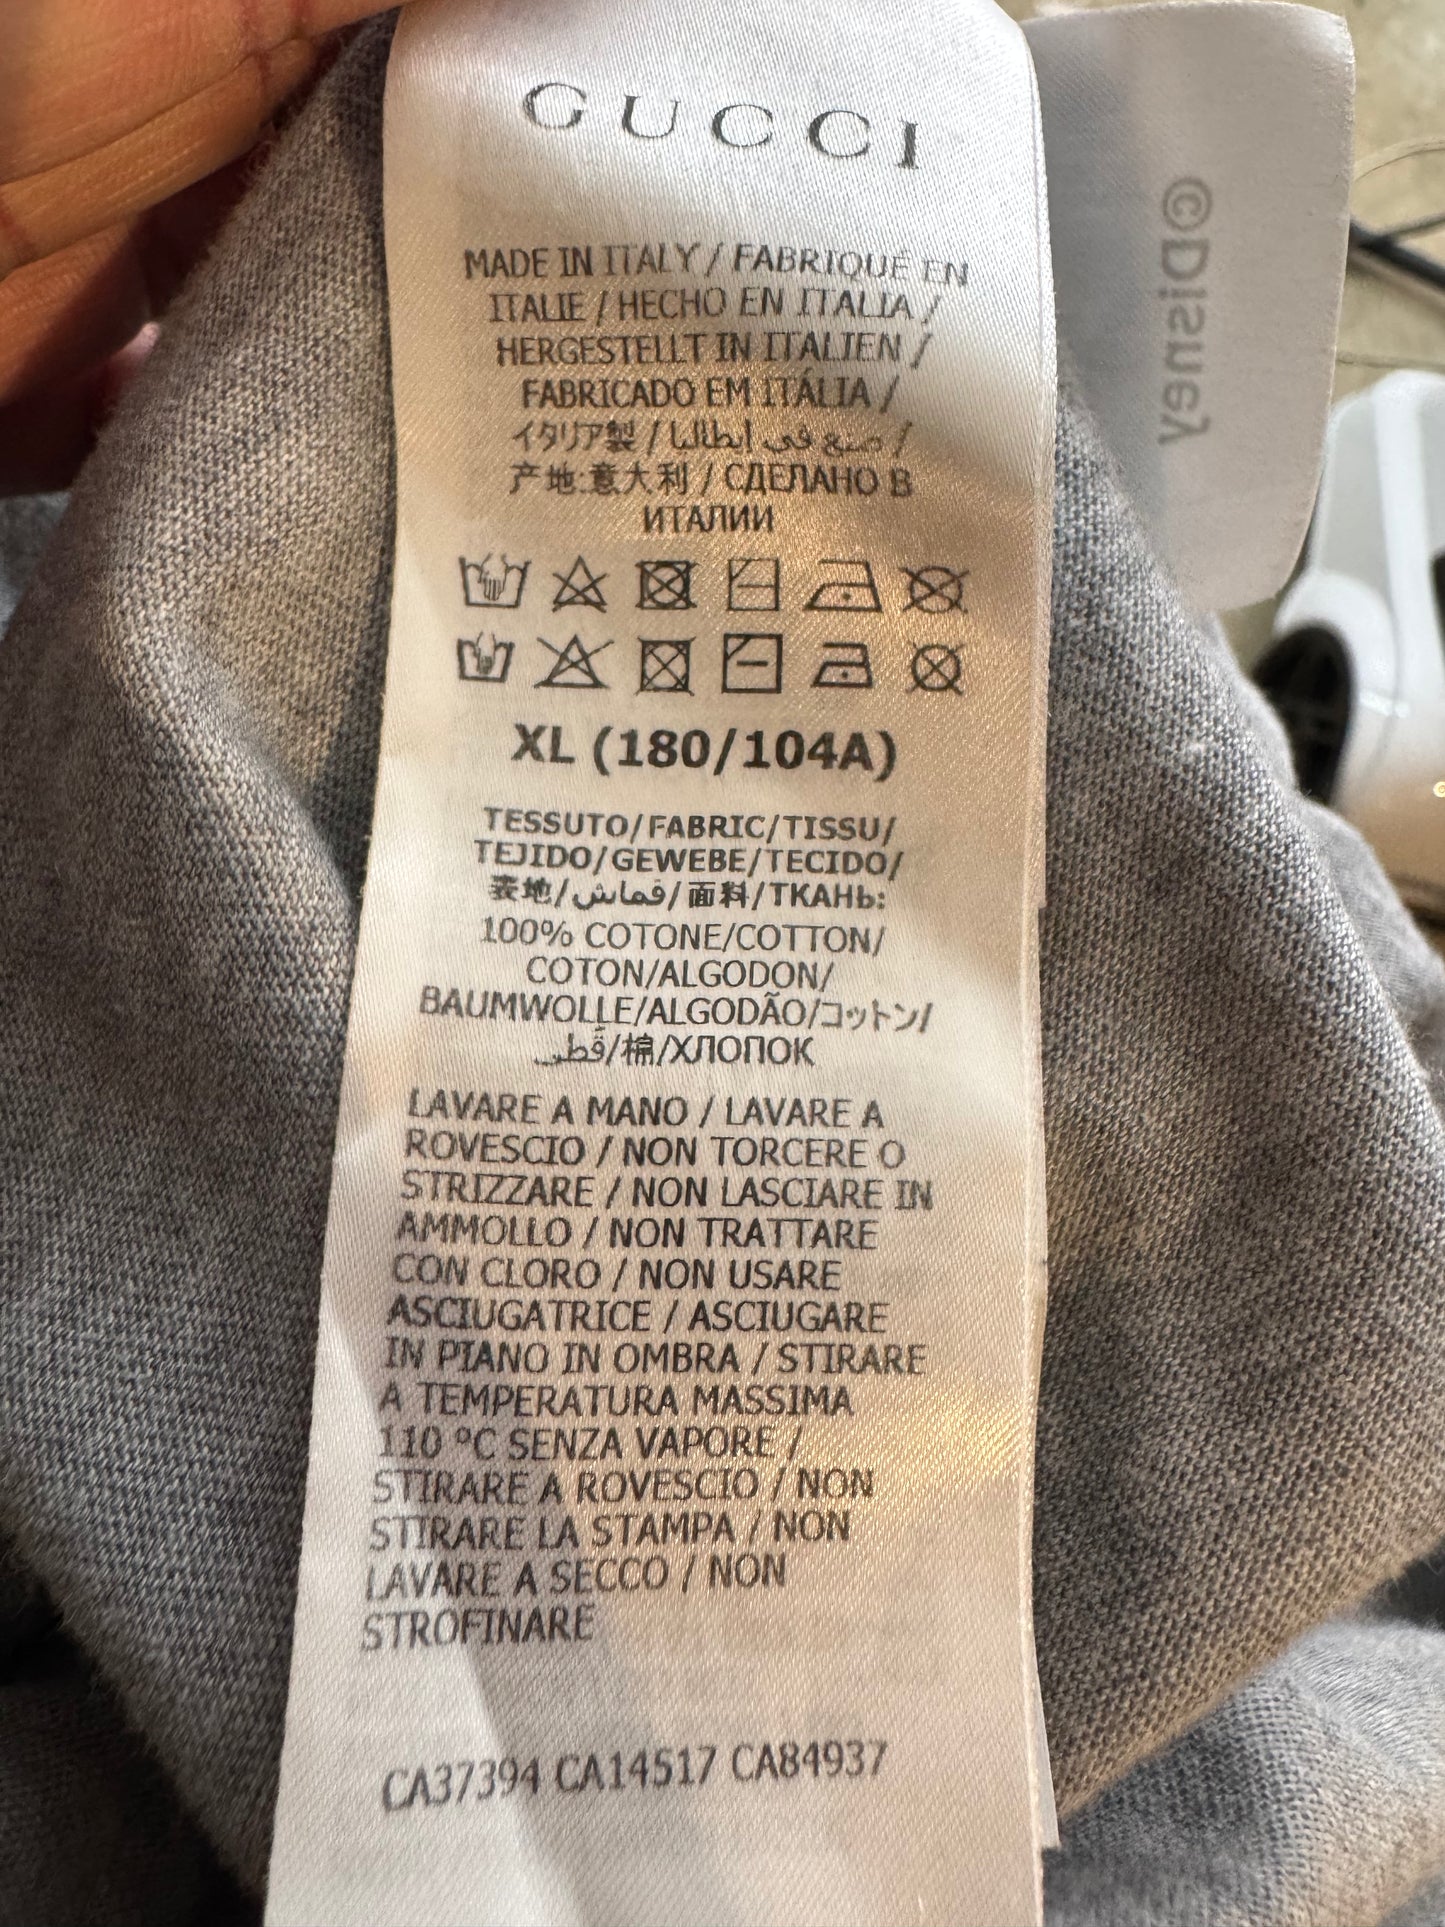 GUCCI
MADE IN ITALY / FABRIQUÉ EN
ITALIE / HECHO EN ITALIA /
HERGESTELLT IN ITALIEN /
FABRICADO EM ITÁLIA /
イタリア製 / صنع في إيطاليا /
产地:意大利 / СДЕЛАНО В
ИТАЛИИ
XL (180/104A)
TESSUTO/FABRIC/TISSU/
TEJIDO/GEWEBE/TECIDO/
表地/قماش/面料/ТКАНЬ:
100% COTONE/COTTON/
COTON/ALGODON/
BAUMWOLLE/ALGODÃO/コットン/
قطن/棉/ХЛОПОК
LAVARE A MANO / LAVARE A
ROVESCIO / NON TORCERE O
STRIZZARE / NON LASCIARE IN
AMMOLLO / NON TRATTARE
CON CLORO / NON USARE
ASCIUGATRICE / ASCIUGARE
IN PIANO IN OMBRA / STIRARE
A TEMPERATURA MASSIMA
110 °C SENZA VAPORE /
STIRARE A ROVESCIO / NON
STIRARE LA STAMPA / NON
LAVARE A SECCO / NON
STROFINARE
CA37394 CA14517 CA84937
©Disney